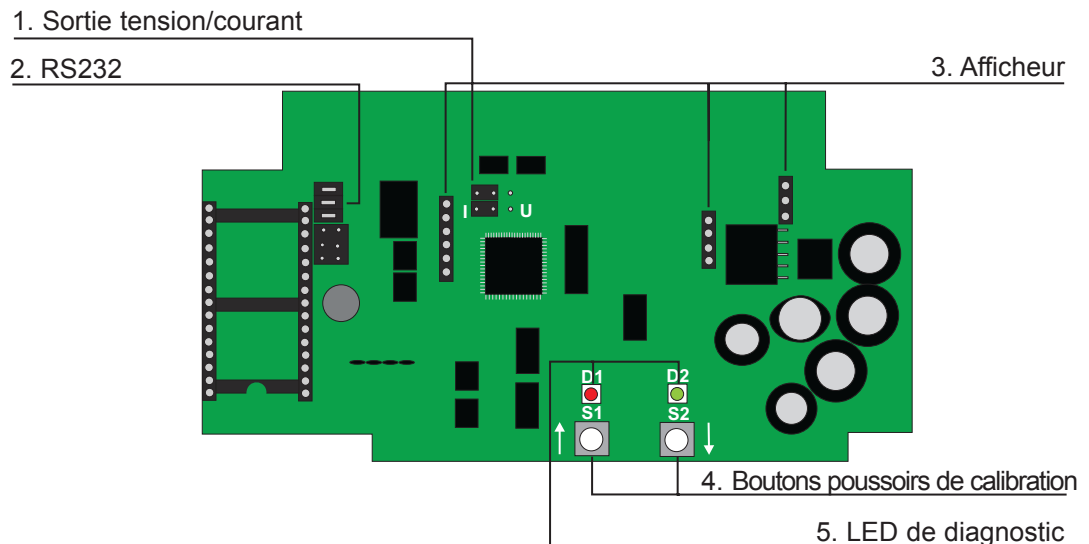 1. Sortie tension/courant
2. RS232
3. Afficheur
I U
D1 D2
S1 S2
4. Boutons poussoirs de calibration
5. LED de diagnostic